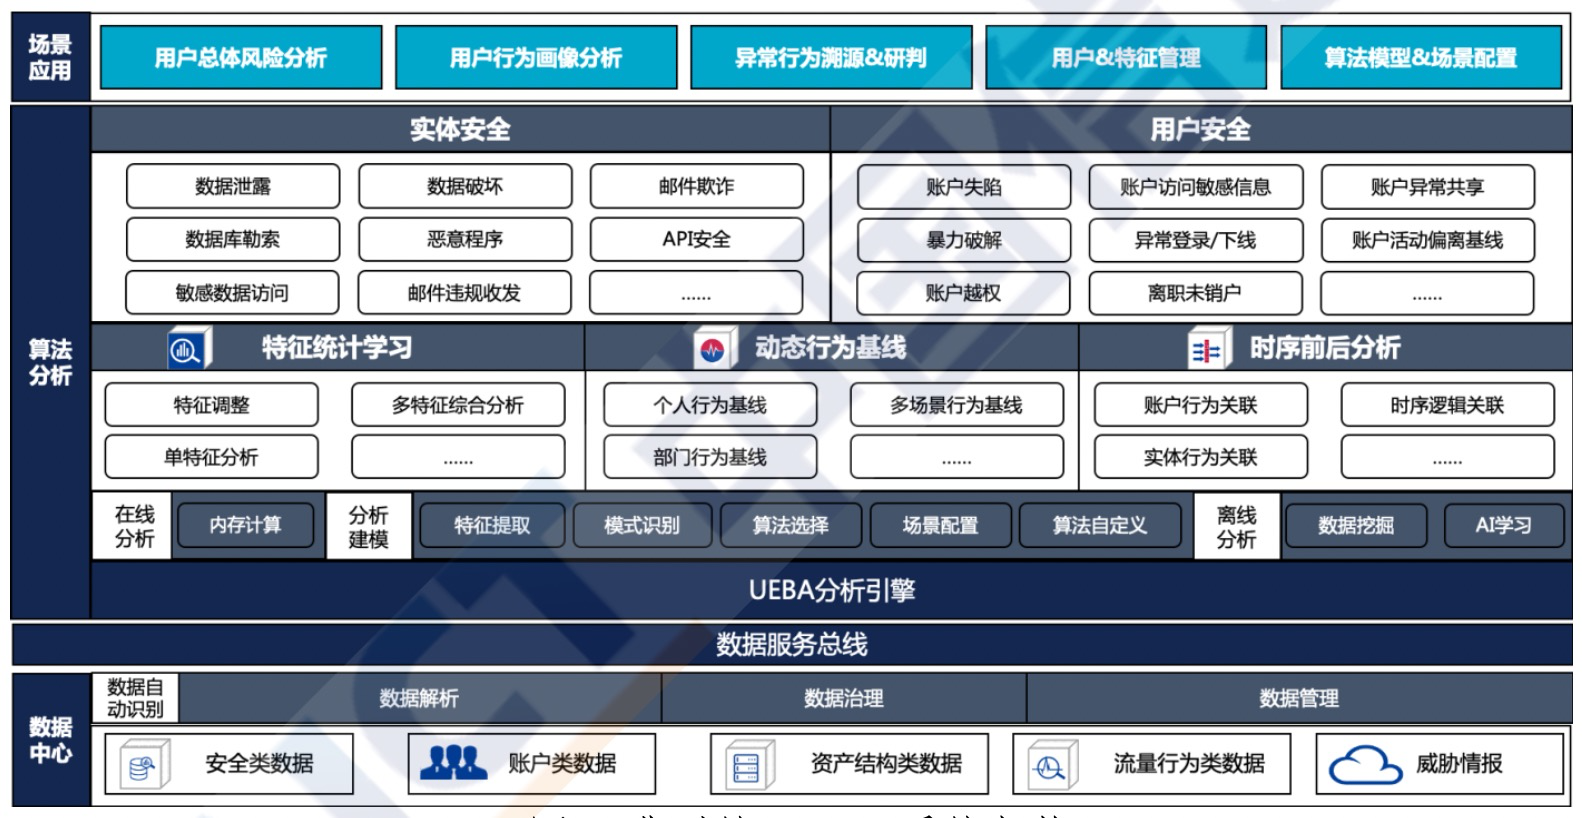 场景
应用
用户总体风险分析
用户行为画像分析
异常行为溯源&研判
用户&特征管理
算法模型&场景配置
算法
分析
实体安全
用户安全
数据泄露
数据破坏
邮件欺诈
账户失陷
账户访问敏感信息
账户异常共享
数据库勒索
恶意程序
API安全
暴力破解
异常登录/下线
账户活动偏离基线
敏感数据访问
邮件违规收发
......
账户越权
离职未销户
......
特征统计学习
动态行为基线
时序前后分析
特征调整
多特征综合分析
个人行为基线
多场景行为基线
账户行为关联
时序逻辑关联
单特征分析
......
部门行为基线
......
实体行为关联
......
在线
分析
内存计算
分析
建模
特征提取
模式识别
算法选择
场景配置
算法自定义
离线
分析
数据挖掘
AI学习
UEBA分析引擎
数据服务总线
数据
中心
数据自
动识别
数据解析
数据治理
数据管理
安全类数据
账户类数据
资产结构类数据
流量行为类数据
威胁情报